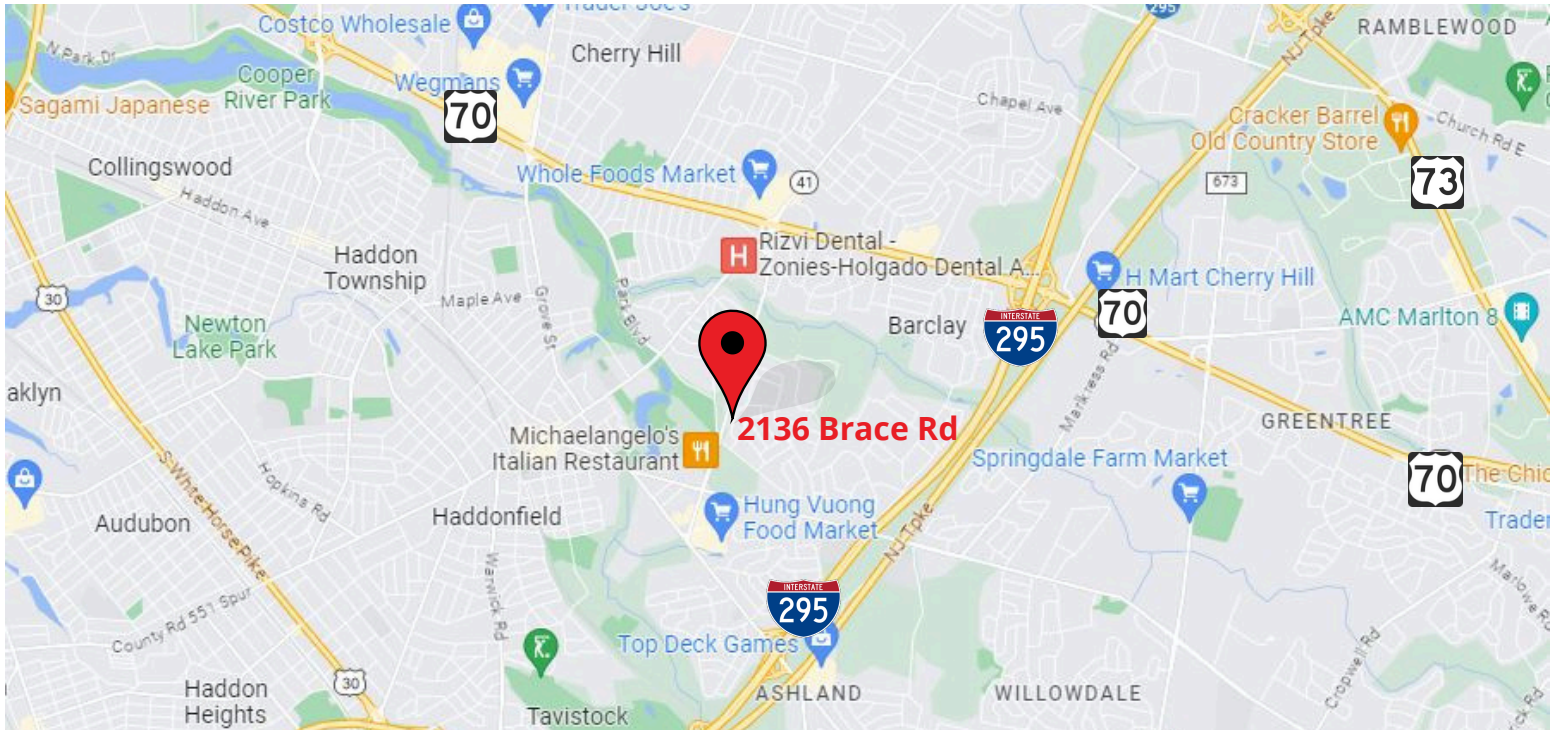 Trader Joe's
Costco Wholesale
295
NJ Tpke
RAMBLEWOOD
N Park Dr
Cherry Hill
Cooper
River Park
Wegmans
Sagami Japanese
70
Chapel Ave
Cracker Barrel
Old Country Store
Church Rd E
Collingswood
Whole Foods Market
41
673
73
Haddon Ave
Haddon
Township
Rizvi Dental -
Zonies-Holgado Dental A...
H Mart Cherry Hill
30
Maple Ave
Grove St
Park Blvd
Barclay
INTERSTATE
295
70
AMC Marlton 8
Newton
Lake Park
Marlkress Rd
aklyn
2136 Brace Rd
GREENTREE
Michaelangelo's
Italian Restaurant
Springdale Farm Market
70
The Chic
S White Horse Pike
Hopkins Rd
Audubon
Haddonfield
Hung Vuong
Food Market
NJ Tpke
Trader
Warwick Rd
Marlowe Rd
County Rd 551 Spur
INTERSTATE
295
Top Deck Games
Cropwell Rd
30
Haddon
Heights
Tavistock
ASHLAND
WILLOWDALE